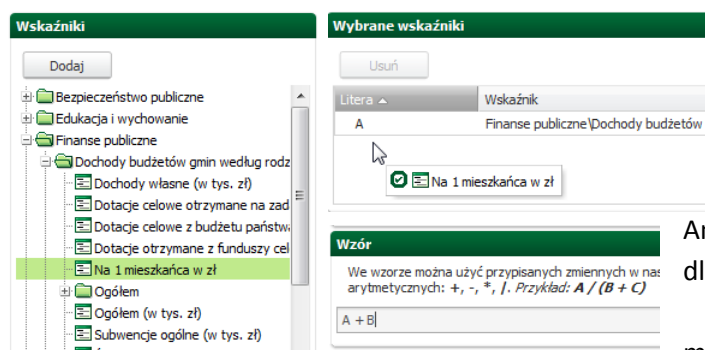 Wskaźniki
Dodaj
Bezpieczeństwo publiczne
Edukacja i wychowanie
Finanse publiczne
Dochody budżetów gmin według rodz
Dochody własne (w tys. zł)
Dotacje celowe otrzymane na zad
Dotacje celowe z budżetu państw
Dotacje otrzymane z funduszy cel
Na 1 mieszkańca w zł
Ogółem
Ogółem (w tys. zł)
Subwencje ogólne (w tys. zł)
Wybrane wskaźniki
Usuń
Litera Wskaźnik
A Finanse publiczne\Dochody budżetów
Na 1 mieszkańca w zł
Wzór
We wzorze można użyć przypisanych zmiennych w nas
arytmetycznych: +, -, *, /. Przykład: A / (B + C)
A + B
dl